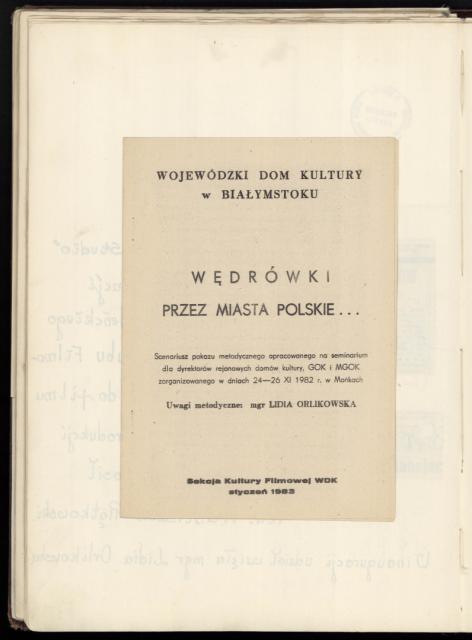 WOJEWÓDZKI DOM KULTURY
w BIAŁYMSTOKU
WĘDRÓWKI
PRZEZ MIASTA POLSKIE...
Scenariusz pokazu metodycznego opracowanego na seminarium
dla dyrektorów rejonowych domów kultury, GOK i MGOK
zorganizowanego w dniach 24—26 XI 1982 r. w Mońkach
Uwagi metodyczne: mgr LIDIA ORLIKOWSKA
Sekcja Kultury Filmowej WDK
styczeń 1983